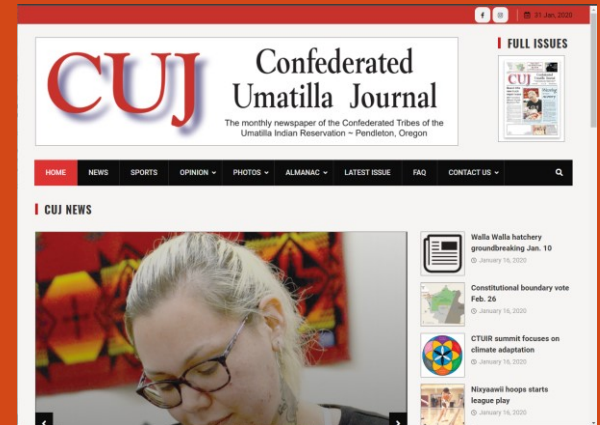 31 Jan, 2020
CUJ
Confederated
Umatilla Journal
The monthly newspaper of the Confederated Tribes of the
Umatilla Indian Reservation ~ Pendleton, Oregon
FULL ISSUES
CUJ
HOME NEWS SPORTS OPINION PHOTOS ALMANAC LATEST ISSUE FAQ CONTACT US
CUJ NEWS
Walla Walla hatchery
groundbreaking Jan. 10
January 16, 2020
Constitutional boundary vote
Feb. 26
January 16, 2020
CTUIR summit focuses on
climate adaptation
January 16, 2020
Nixyaawii hoops starts
league play
January 16, 2020